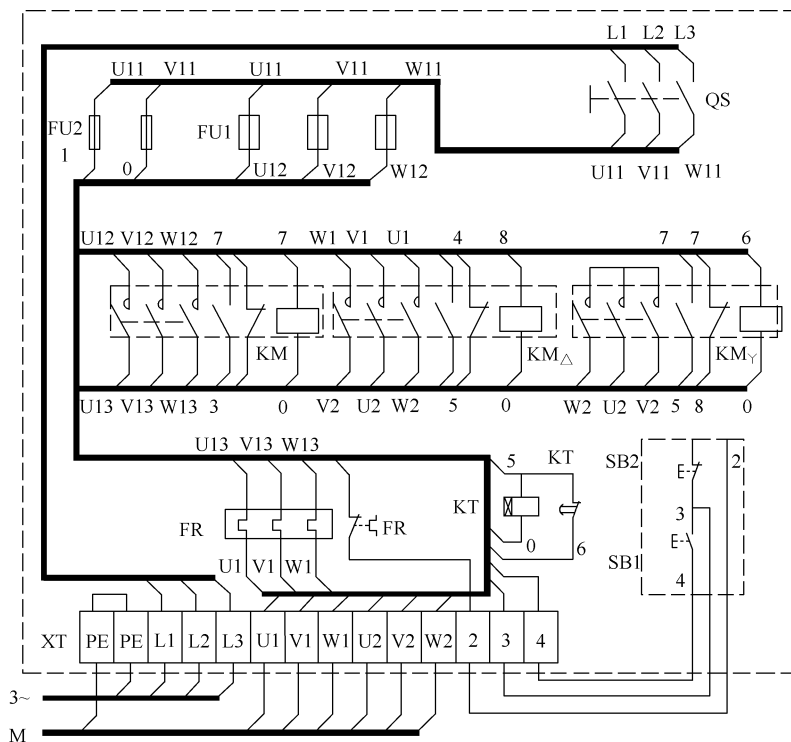 L1 L2 L3
U11 V11 U11 V11 W11
QS
FU2 FU1
1 0 U12 V12 W12
U11 V11 W11
U12 V12 W12 7 7 W1 V1 U1 4 8 7 7 6
KM KM△ KMY
U13 V13 W13 3 0 V2 U2 W2 5 0 W2 U2 V2 5 8 0
U13 V13 W13 5 KT SB2 2
FR FR KT
0 6 3
U1 V1 W1 SB1
4
XT PE PE L1 L2 L3 U1 V1 W1 U2 V2 W2 2 3 4
3~
M